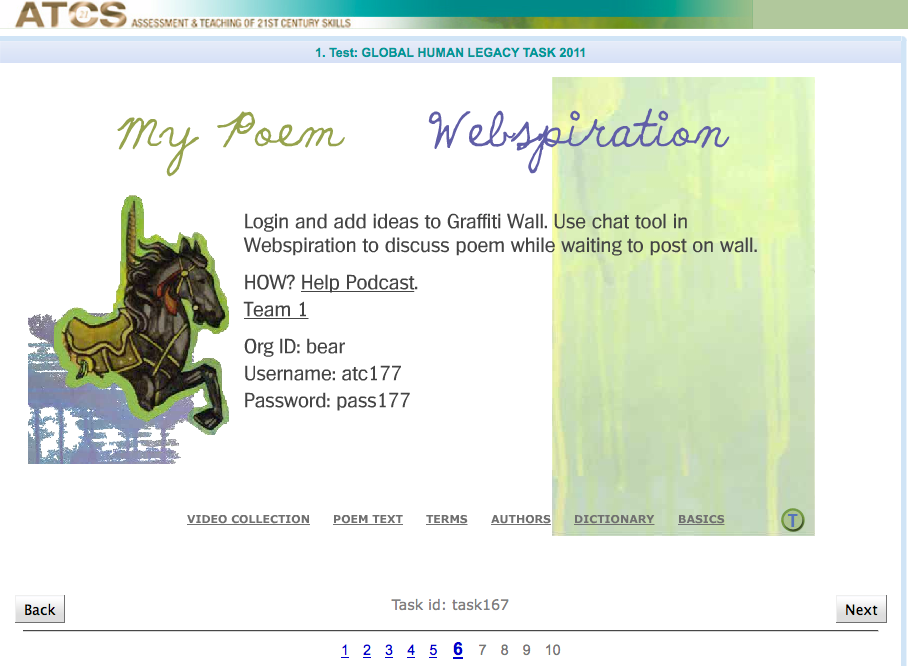 ATCS ASSESSMENT & TEACHING OF 21ST CENTURY SKILLS
1. Test: GLOBAL HUMAN LEGACY TASK 2011
My Poem Webspiration
Login and add ideas to Graffiti Wall. Use chat tool in
Webspiration to discuss poem while waiting to post on wall.
HOW? Help Podcast.
Team 1
Org ID: bear
Username: atc177
Password: pass177
VIDEO COLLECTION POEM TEXT TERMS AUTHORS DICTIONARY BASICS T
Back Task id: task167 Next
1 2 3 4 5 6 7 8 9 10